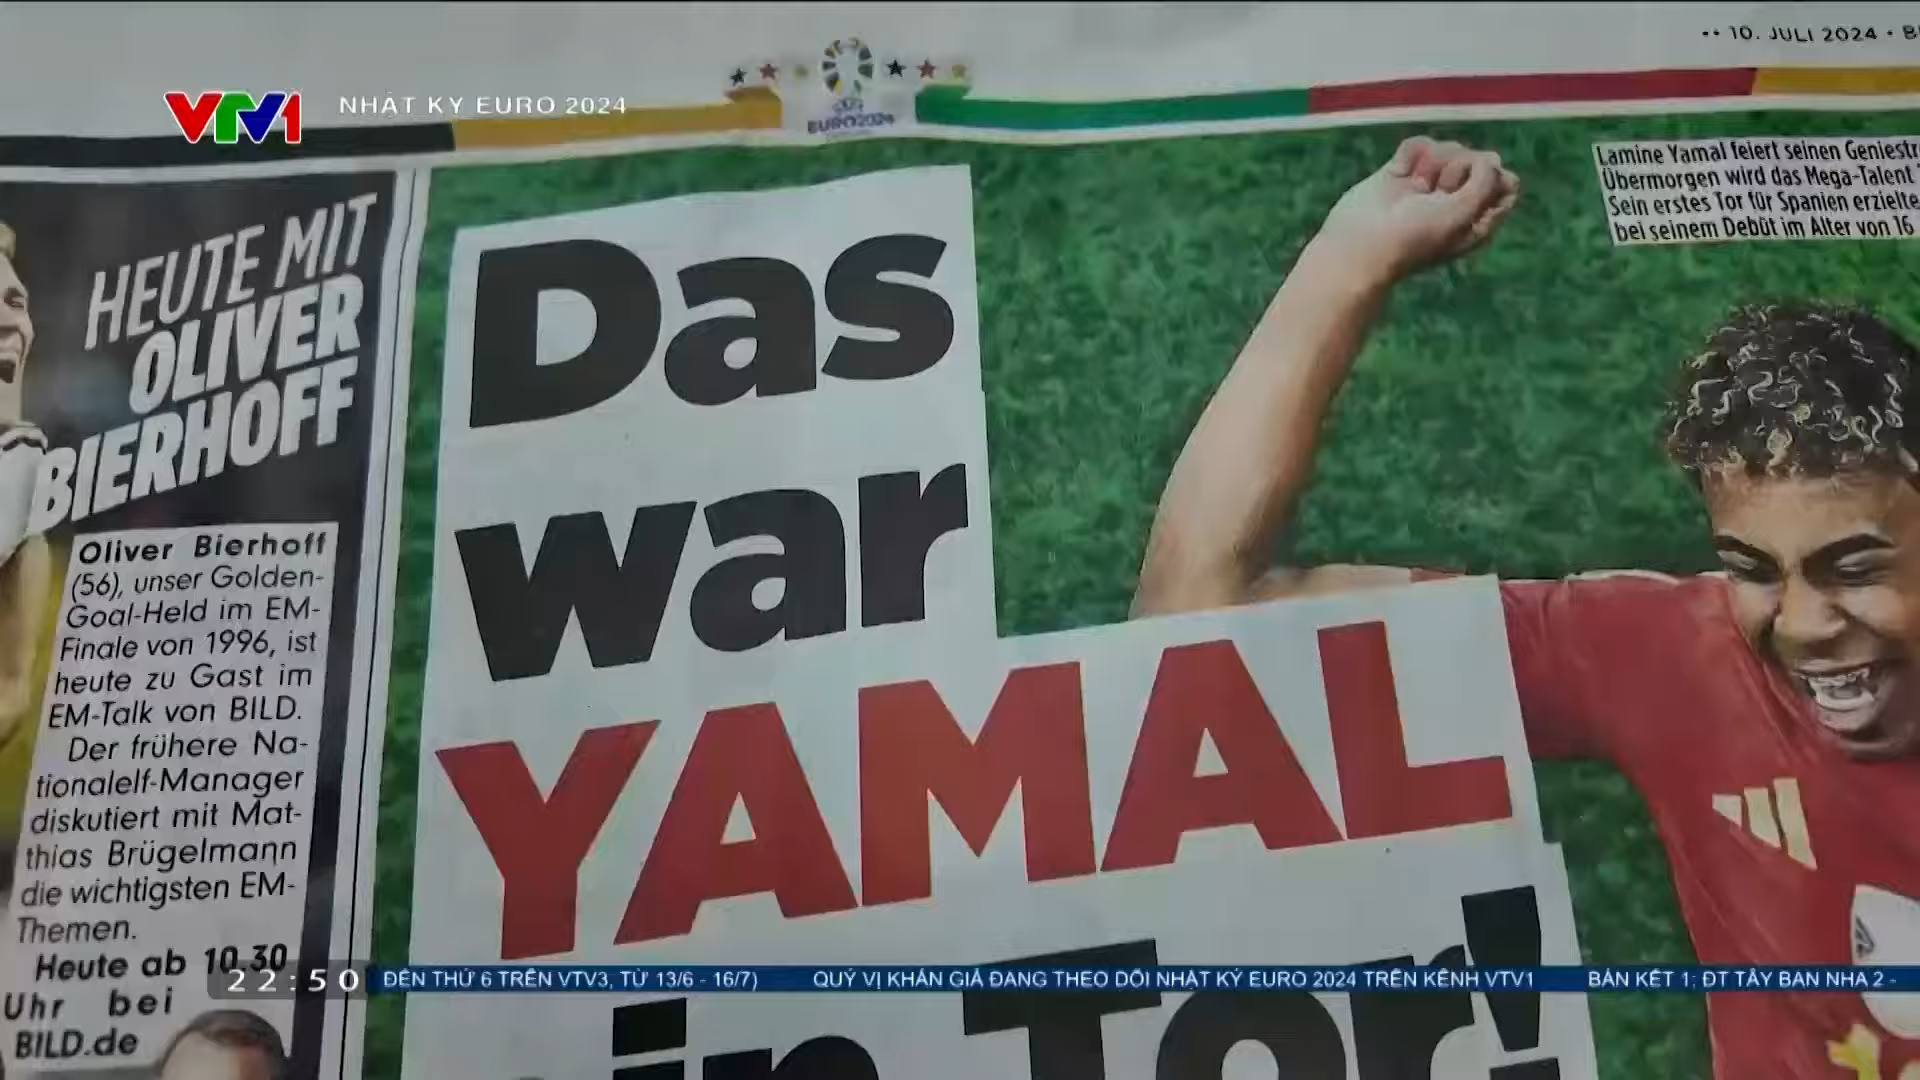 •• 10. JULI 2024 •
VTV1
NHẬT KÝ EURO 2024
EURO2024
HEUTE MIT
OLIVER
BIERHOFF
Oliver Bierhoff
(56), unser Golden-
Goal-Held im EM-
Finale von 1996, ist
heute zu Gast im
EM-Talk von BILD.
Der frühere Na-
tionalelf-Manager
diskutiert mit Mat-
thias Brügelmann
die wichtigsten EM-
Themen.
Heute ab 10.30
Uhr bei
BILD.de
Das
war
YAMAL
ein Tor!
Lamine Yamal feiert seinen
Übermorgen wird das Mega-Talent
Sein erstes Tor für Spanien erzielte
bei seinem Debüt im Alter von 16
22:50
ĐẾN THỨ 6 TRÊN VTV3, TỪ 13/6 - 16/7) QUÝ VỊ KHÁN GIẢ ĐANG THEO DÕI NHẬT KÝ EURO 2024 TRÊN KÊNH VTV1 BÁN KẾT 1: ĐT TÂY BAN NHA 2 -